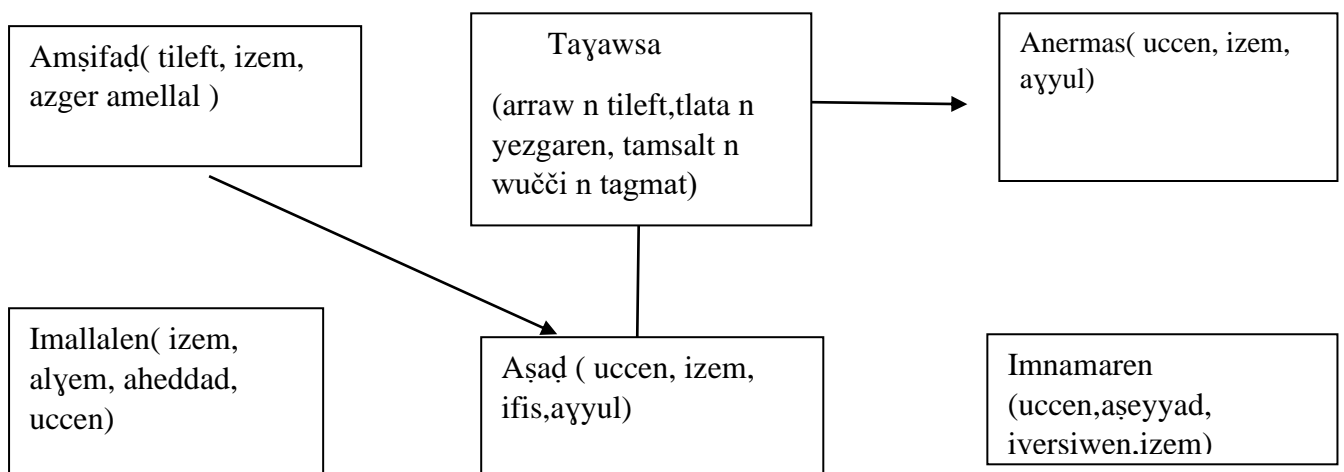 Amṣifaḍ( tileft, izem,
azger amellal )
Taɣawsa
(arraw n tileft,tlata n
yezgaren, tamsalt n
wučči n tagmat)
Anermas( uccen, izem,
aɣyul)
Imallalen( izem,
alɣem, aheddad,
uccen)
Aṣaḍ ( uccen, izem,
ifis,aɣyul)
Imnamaren
(uccen,aṣeyyad,
iversiwen,izem)